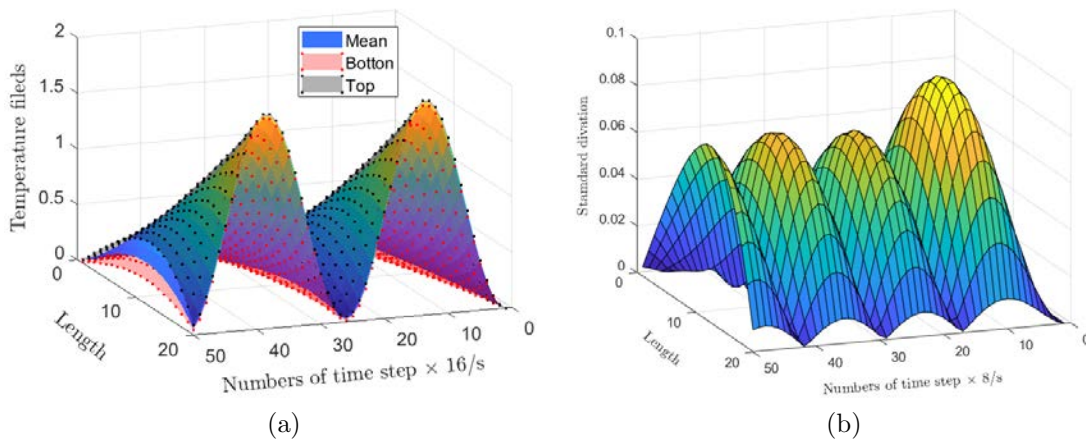 2
1.5
1
0.5
0
Temperature fileds
Mean
Botton
Top
0
10
20
Length
50
40
30
20
10
0
Numbers of time step × 16/s
(a)
0.1
0.08
0.06
0.04
0.02
0
Stamdard divation
0
10
20
Length
50
40
30
20
10
0
Numbers of time step × 8/s
(b)